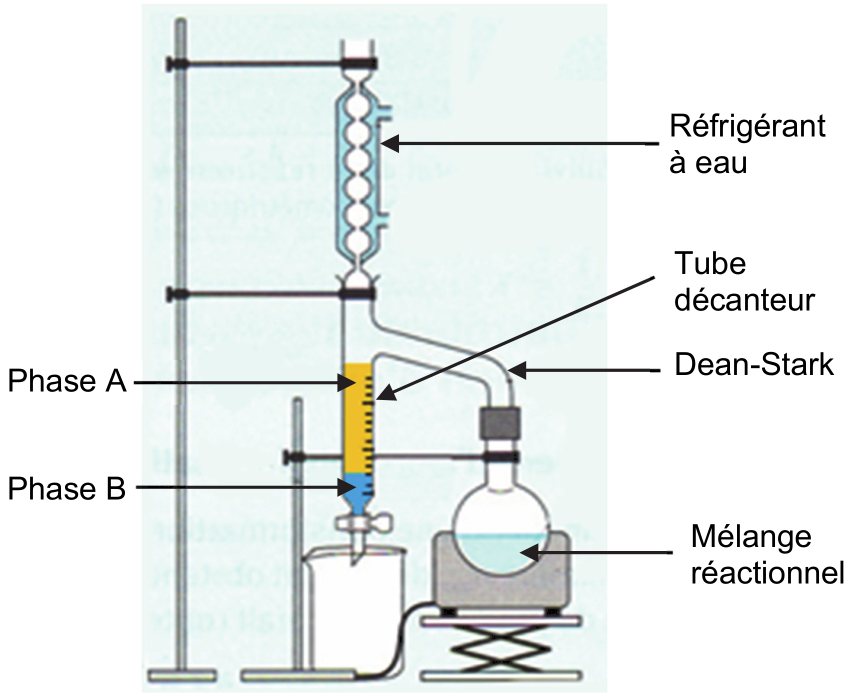 Réfrigérant
à eau
Tube
décanteur
Dean-Stark
Phase A
Phase B
Mélange
réactionnel